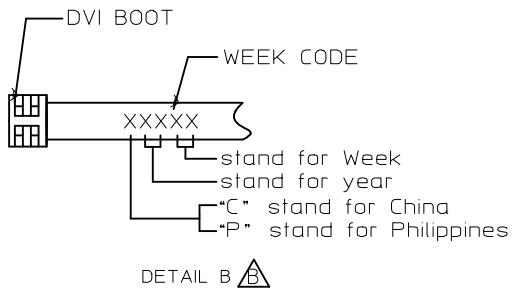 DVI BOOT
WEEK CODE
XXXXX
stand for Week
stand for year
"C" stand for China
"P" stand for Philippines
DETAIL B B